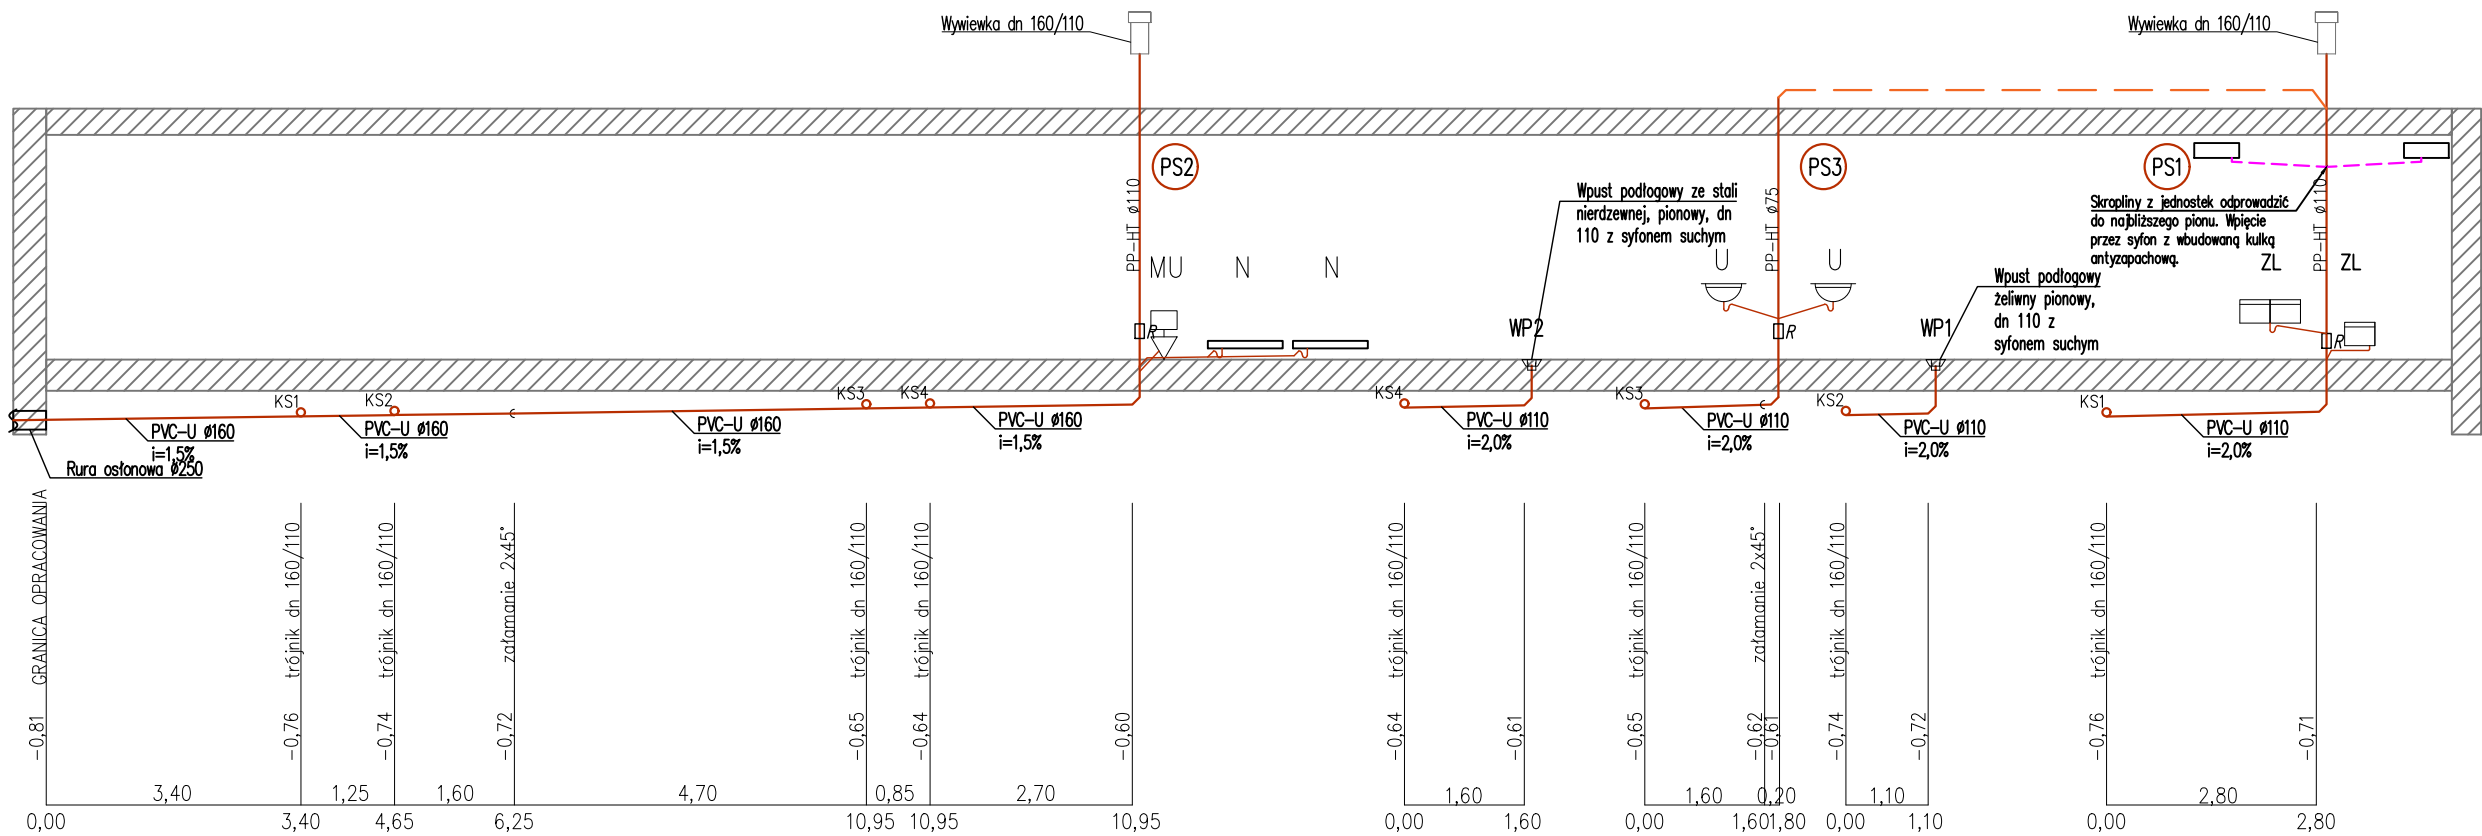 Wywiewka dn 160/110
Wywiewka dn 160/110
PS2
PS3
PS1
PP-HT ø110
PP-HT ø75
PP-HT ø110
Wpust podłogowy ze stali
nierdzewnej, pionowy, dn
110 z syfonem suchym
Skropliny z jednostek odprowadzić
do najbliższego pionu. Wpięcie
przez syfon z wbudowaną kulką
antyzapachową.
Wpust podłogowy
żeliwny pionowy,
dn 110 z
syfonem suchym
MU
N
N
U
U
ZL
ZL
R
R
R
WP2
WP1
KS1
KS2
KS3
KS4
KS4
KS3
KS2
KS1
PVC-U ø160
i=1,5%
PVC-U ø160
i=1,5%
PVC-U ø160
i=1,5%
PVC-U ø160
i=1,5%
PVC-U ø110
i=2,0%
PVC-U ø110
i=2,0%
PVC-U ø110
i=2,0%
PVC-U ø110
i=2,0%
Rura osłonowa ø250
GRANICA OPRACOWANIA
trójnik dn 160/110
trójnik dn 160/110
załamanie 2x45°
trójnik dn 160/110
trójnik dn 160/110
trójnik dn 160/110
trójnik dn 160/110
załamanie 2x45°
trójnik dn 160/110
trójnik dn 160/110
-0,81
-0,76
-0,74
-0,72
-0,65
-0,64
-0,60
-0,64
-0,61
-0,65
-0,62
-0,61
-0,74
-0,72
-0,76
-0,71
3,40
1,25
1,60
4,70
0,85
2,70
1,60
1,60
0,20
1,10
2,80
0,00
3,40
4,65
6,25
10,95
10,95
10,95
0,00
1,60
0,00
1,60
1,80
0,00
1,10
0,00
2,80